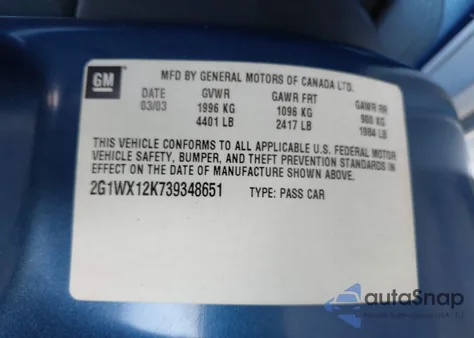 GM
MFD BY GENERAL MOTORS OF CANADA LTD.
DATE GVWR GAWR FRT GAWR RR
03/03 1996 KG 1096 KG 900 KG
4401 LB 2417 LB 1984 LB
THIS VEHICLE CONFORMS TO ALL APPLICABLE U.S. FEDERAL MOTOR
VEHICLE SAFETY, BUMPER, AND THEFT PREVENTION STANDARDS IN
EFFECT ON THE DATE OF MANUFACTURE SHOWN ABOVE.
2G1WX12K739348651 TYPE: PASS CAR
autoSnap